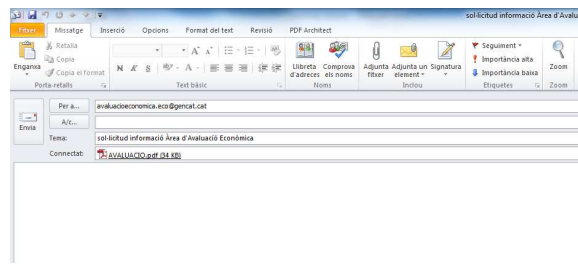 sol·licitud informació Àrea d'Avalu
Fitxer Missatge Inserció Opcions Format del text Revisió PDF Architect
Enganxa
Retalla
Copia
Copia el format
Porta-retalls
N K S
Text bàsic
Llibreta d'adreces
Comprova els noms
Noms
Adjunta fitxer
Adjunta un element
Signatura
Inclou
Seguiment
Importància alta
Importància baixa
Etiquetes
Zoom
Zoom
Envia
Per a... avaluacioeconomica.eco@gencat.cat
A/c...
Tema: sol·licitud informació Àrea d'Avaluació Econòmica
Connectat: AVALUACIO.pdf (34 KB)